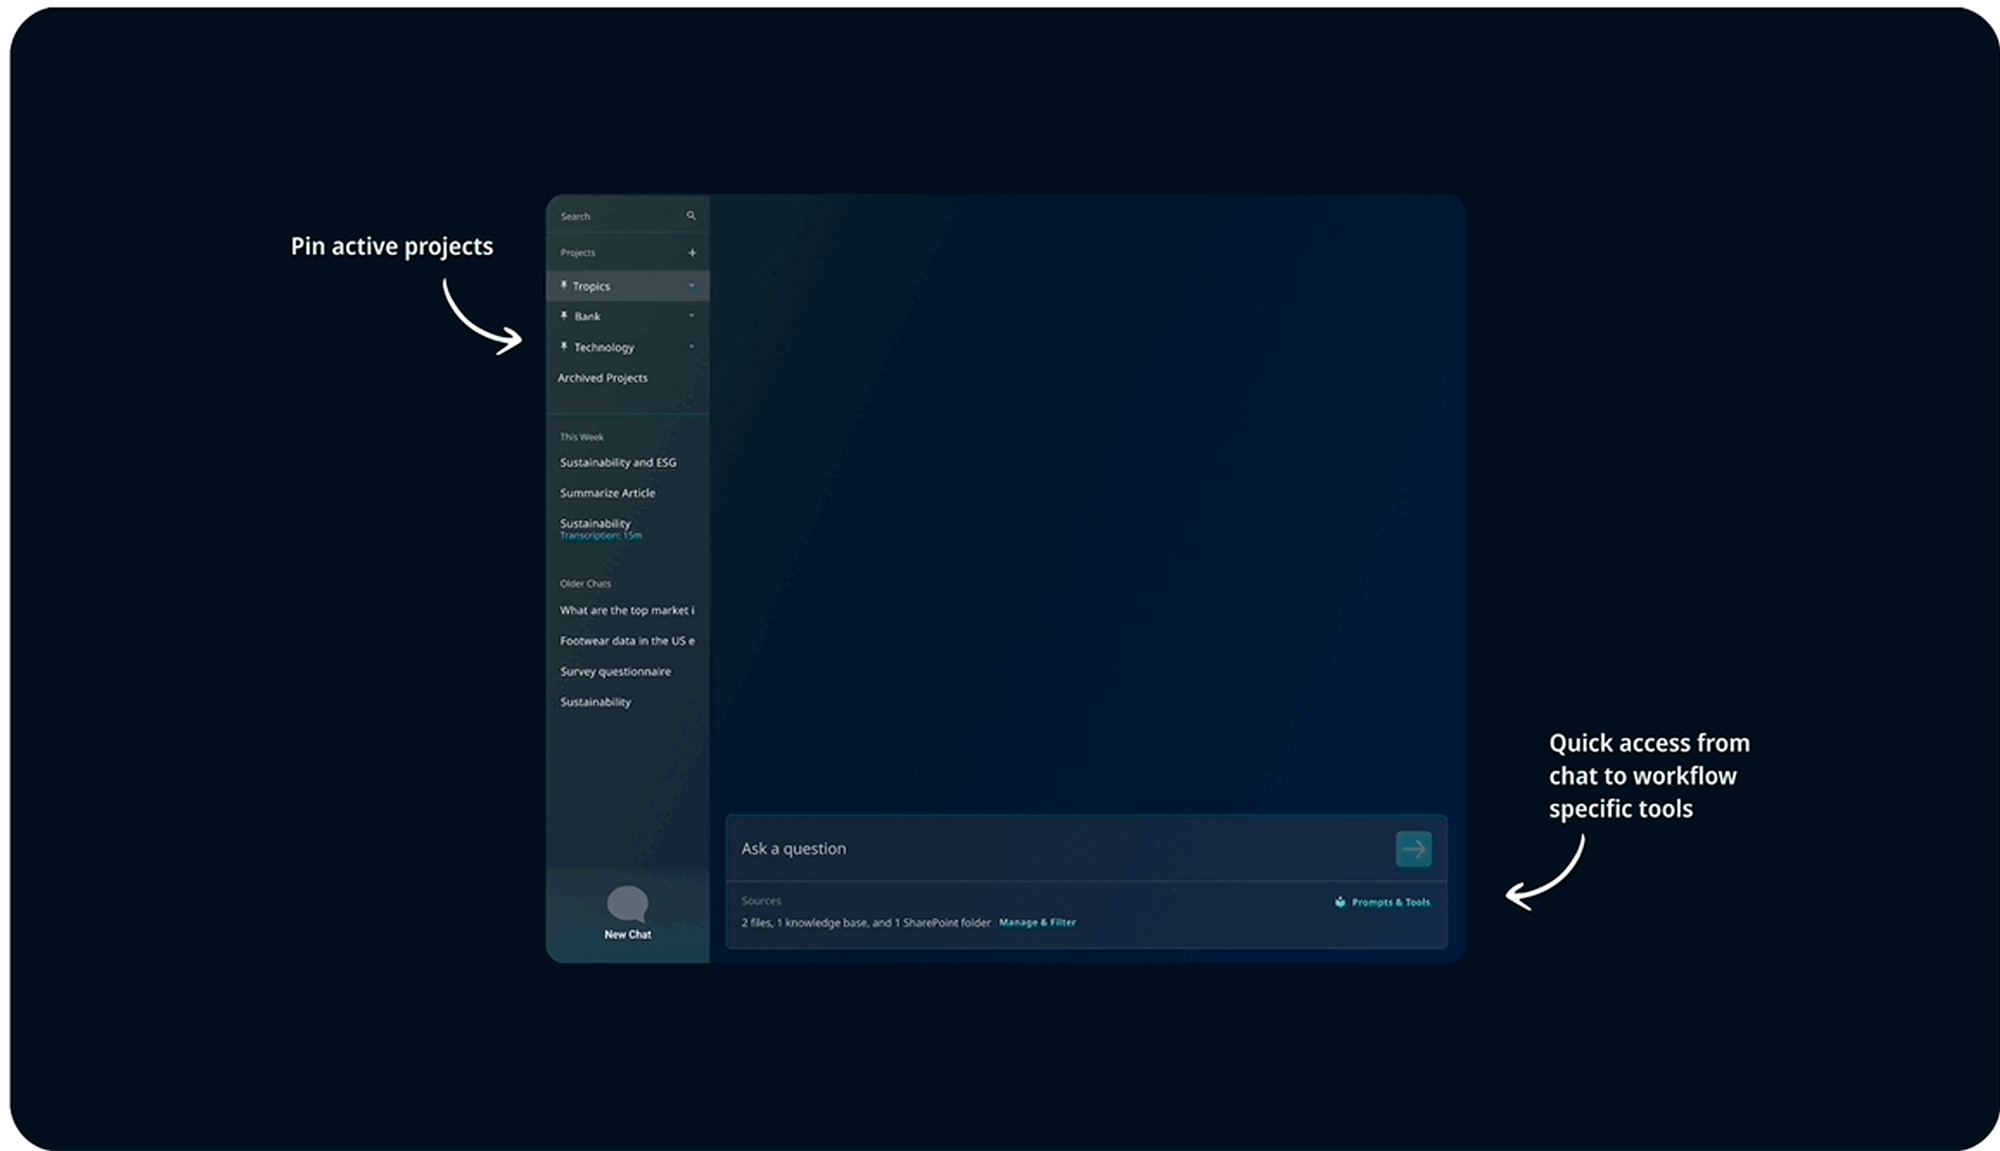 Pin active projects
Search
Projects
Tropics
Bank
Technology
Archived Projects
This Week
Sustainability and ESG
Summarize Article
Sustainability
Transcription: 15m
Older Chats
What are the top market i
Footwear data in the US e
Survey questionnaire
Sustainability
New Chat
Ask a question
Sources
Prompts & Tools
2 files, 1 knowledge base, and 1 SharePoint folder Manage & Filter
Quick access from
chat to workflow
specific tools